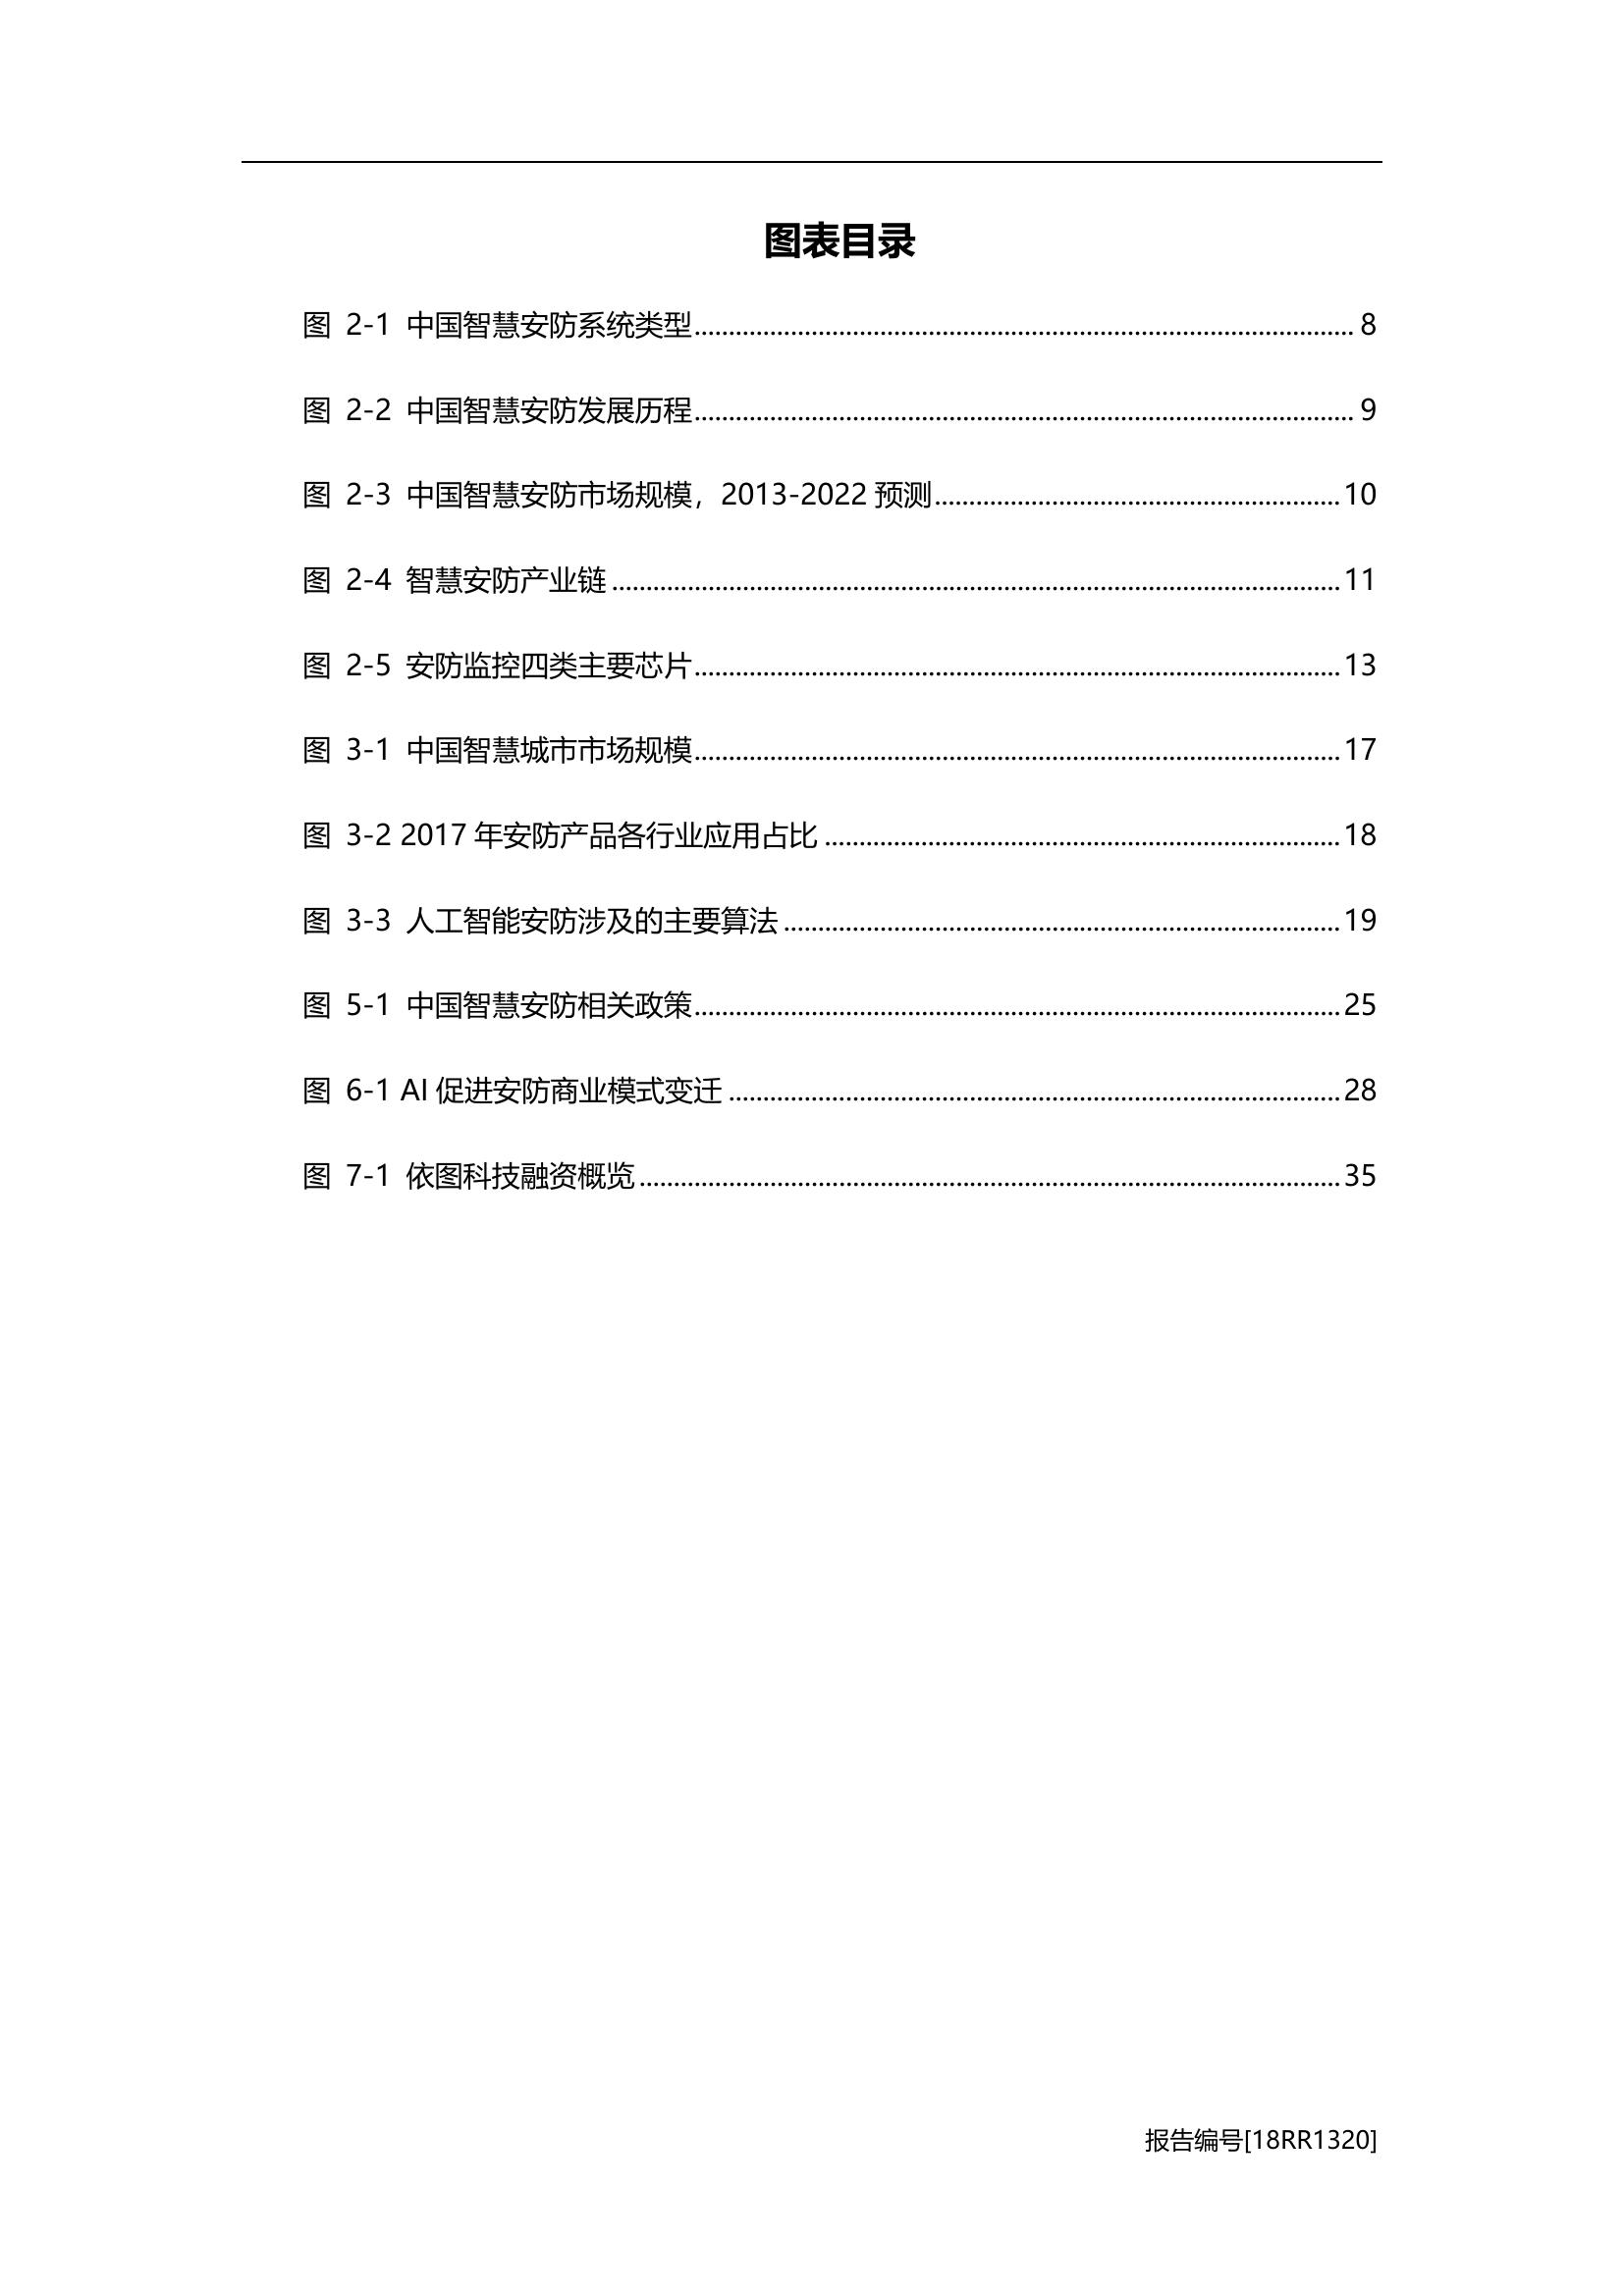 图表目录
图 2-1 中国智慧安防系统类型 8
图 2-2 中国智慧安防发展历程 9
图 2-3 中国智慧安防市场规模，2013-2022 预测 10
图 2-4 智慧安防产业链 11
图 2-5 安防监控四类主要芯片 13
图 3-1 中国智慧城市市场规模 17
图 3-2 2017 年安防产品各行业应用占比 18
图 3-3 人工智能安防涉及的主要算法 19
图 5-1 中国智慧安防相关政策 25
图 6-1 AI 促进安防商业模式变迁 28
图 7-1 依图科技融资概览 35
报告编号[18RR1320]